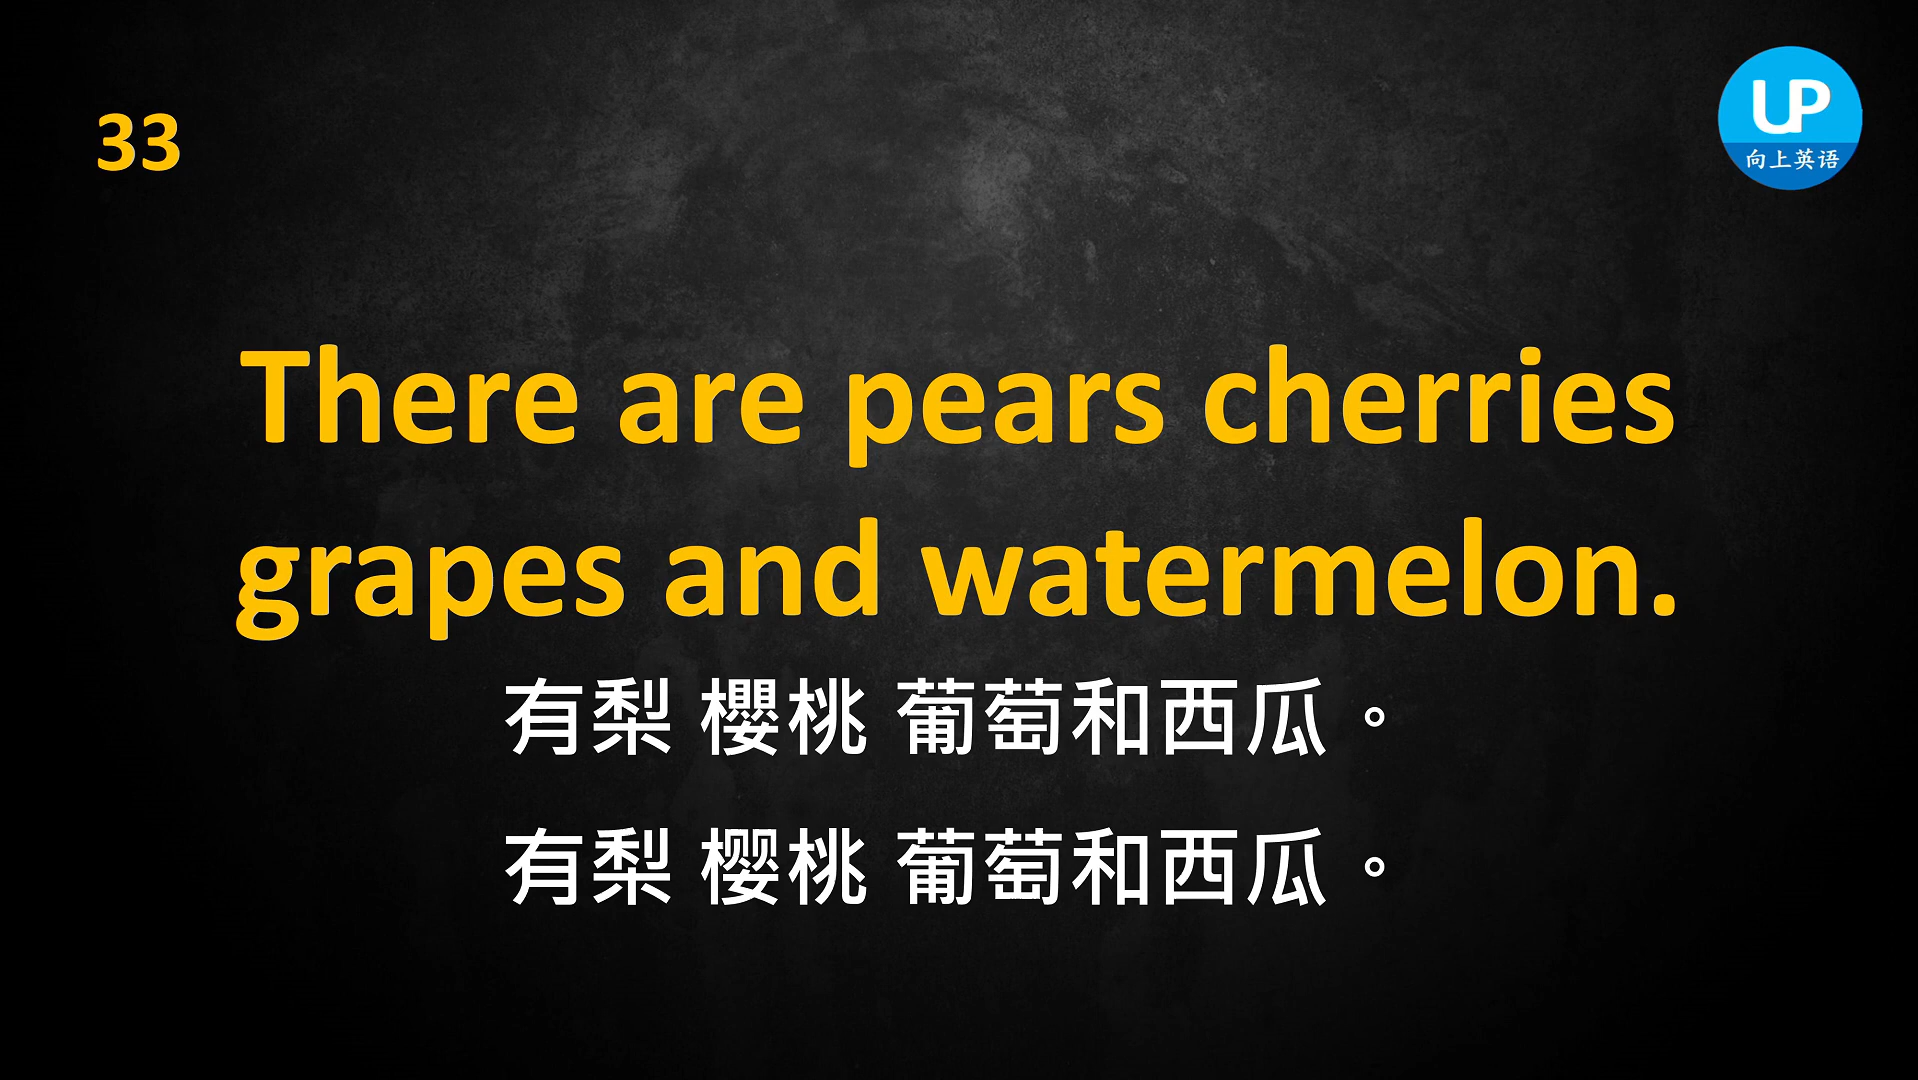 33
UP
向上英语
There are pears cherries
grapes and watermelon.
有梨 櫻桃 葡萄和西瓜。
有梨 樱桃 葡萄和西瓜。